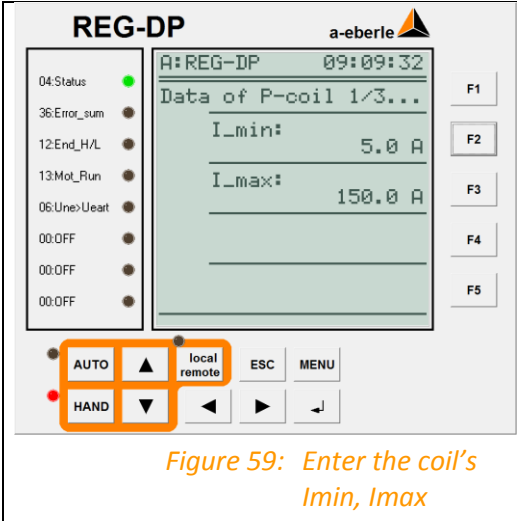 REG-DP
a-eberle
04:Status
36:Error_sum
12:End_H/L
13:Mot_Run
06:Une>Ueart
00:OFF
00:OFF
00:OFF
A:REG-DP 09:09:32
Data of P-coil 1/3...
I_min:
5.0 A
I_max:
150.0 A
F1
F2
F3
F4
F5
AUTO ▲ local remote ESC MENU
HAND ▼ ◀ ▶ ↵
Figure 59: Enter the coil's
Imin, Imax